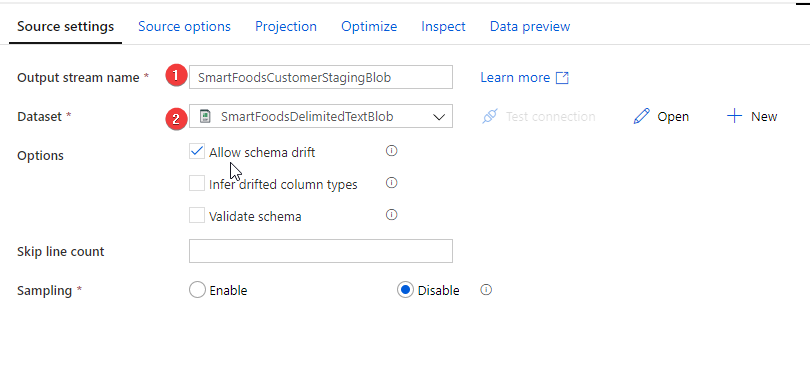 Source settings Source options Projection Optimize Inspect Data preview
Output stream name * 1 SmartFoodsCustomerStagingBlob Learn more
Dataset * 2 SmartFoodsDelimitedTextBlob Test connection Open New
Options Allow schema drift
Infer drifted column types
Validate schema
Skip line count
Sampling * Enable Disable